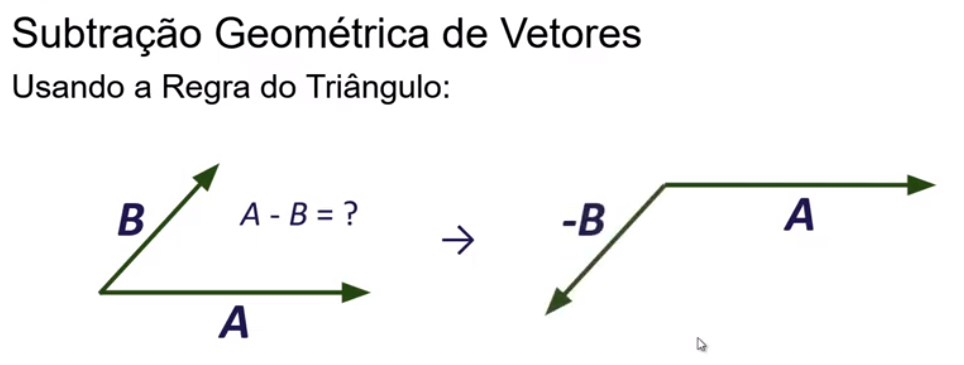 Subtração Geométrica de Vetores
Usando a Regra do Triângulo:
B
A - B = ?
→
-B
A
A